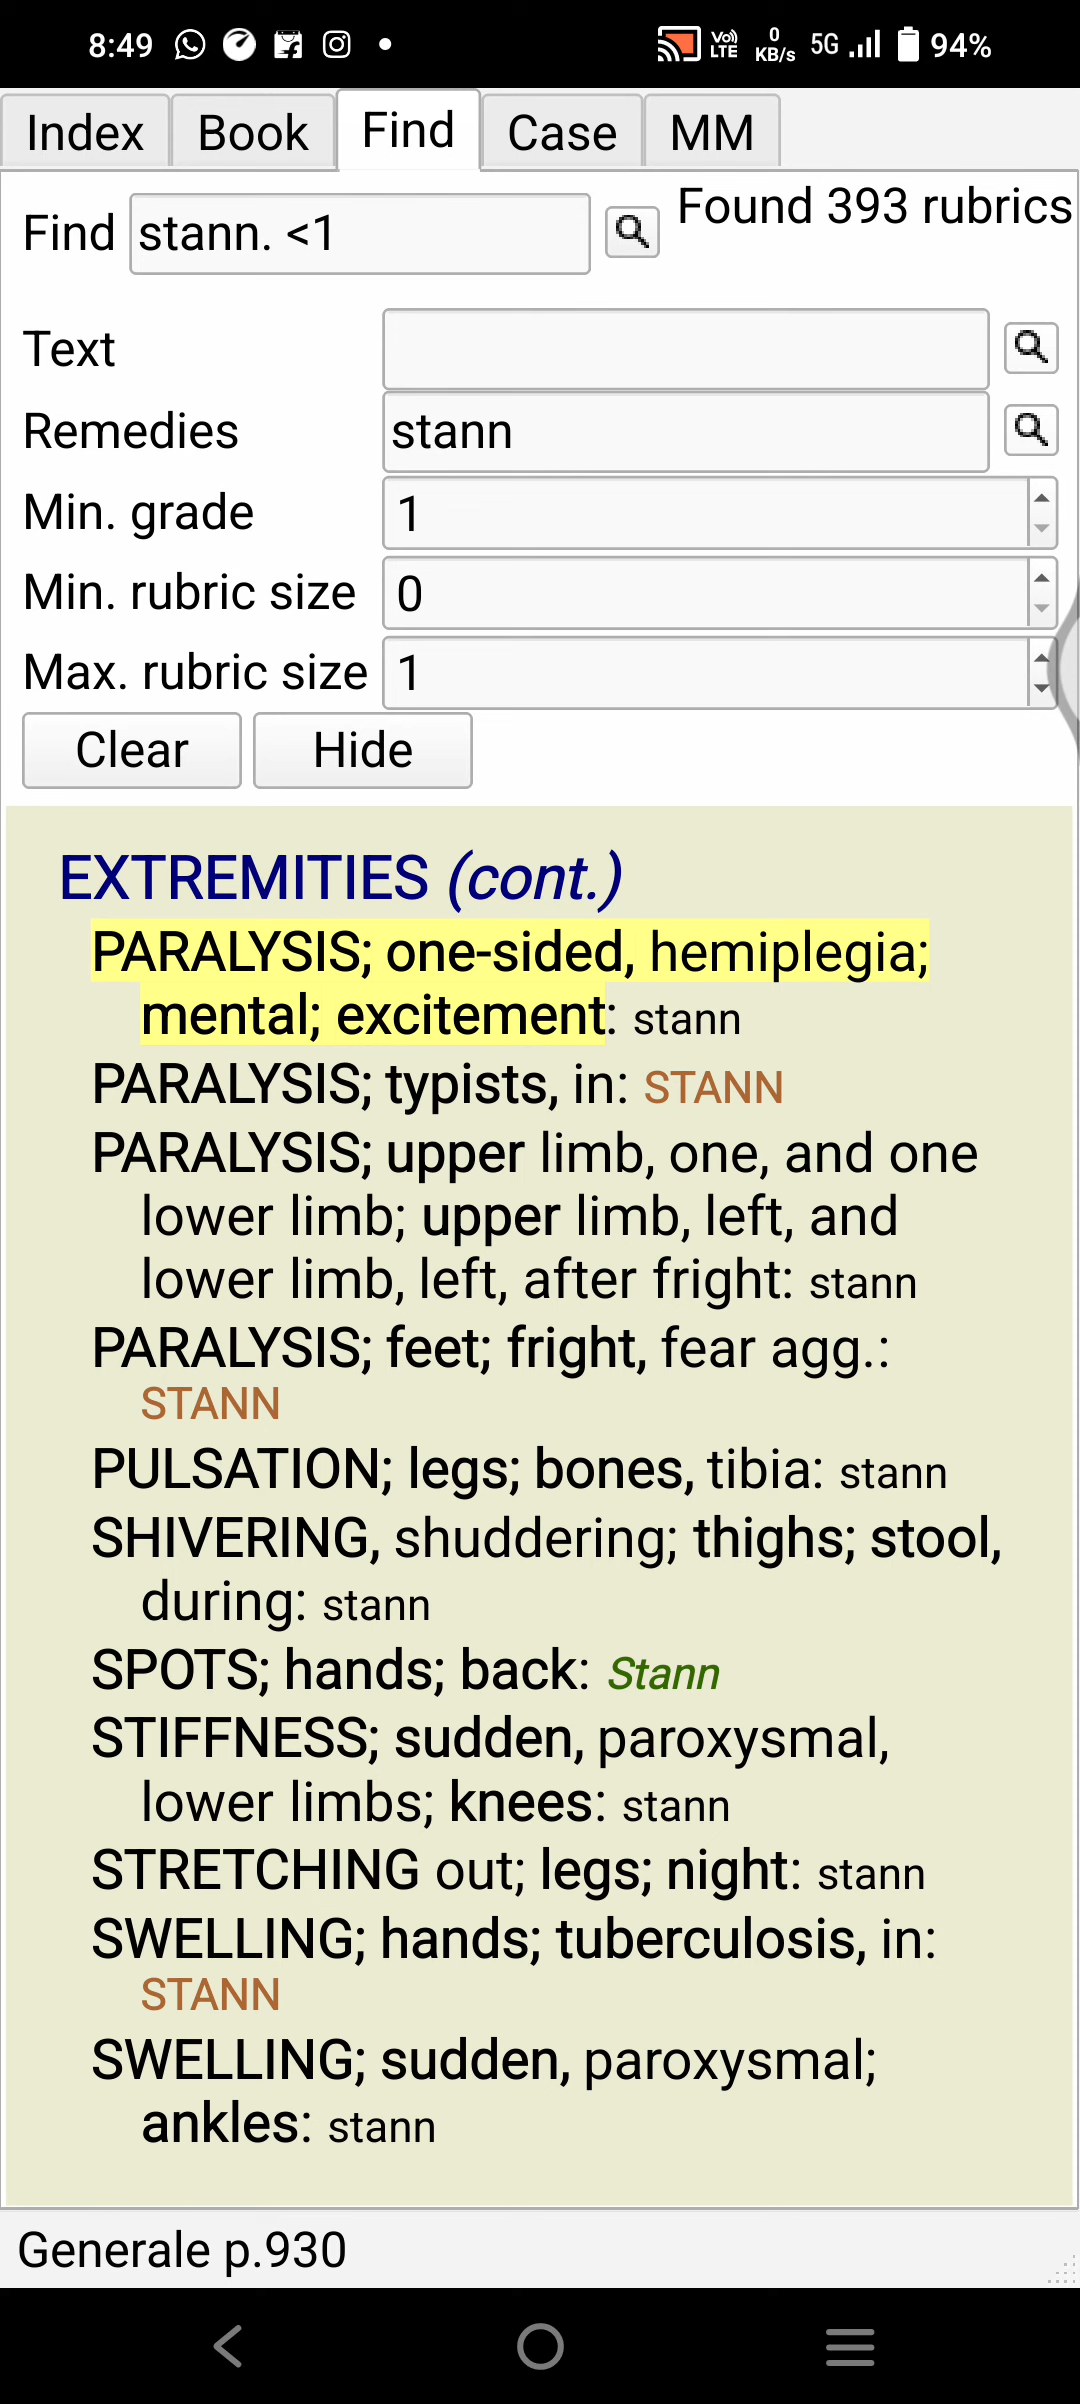 8:49
Vo) LTE 0 KB/s 5G 94%
Index Book Find Case MM
Find stann. <1 Found 393 rubrics
Text
Remedies stann
Min. grade 1
Min. rubric size 0
Max. rubric size 1
Clear Hide
EXTREMITIES (cont.)
PARALYSIS; one-sided, hemiplegia;
mental; excitement: stann
PARALYSIS; typists, in: STANN
PARALYSIS; upper limb, one, and one
lower limb; upper limb, left, and
lower limb, left, after fright: stann
PARALYSIS; feet; fright, fear agg.:
STANN
PULSATION; legs; bones, tibia: stann
SHIVERING, shuddering; thighs; stool,
during: stann
SPOTS; hands; back: Stann
STIFFNESS; sudden, paroxysmal,
lower limbs; knees: stann
STRETCHING out; legs; night: stann
SWELLING; hands; tuberculosis, in:
STANN
SWELLING; sudden, paroxysmal;
ankles: stann
Generale p.930